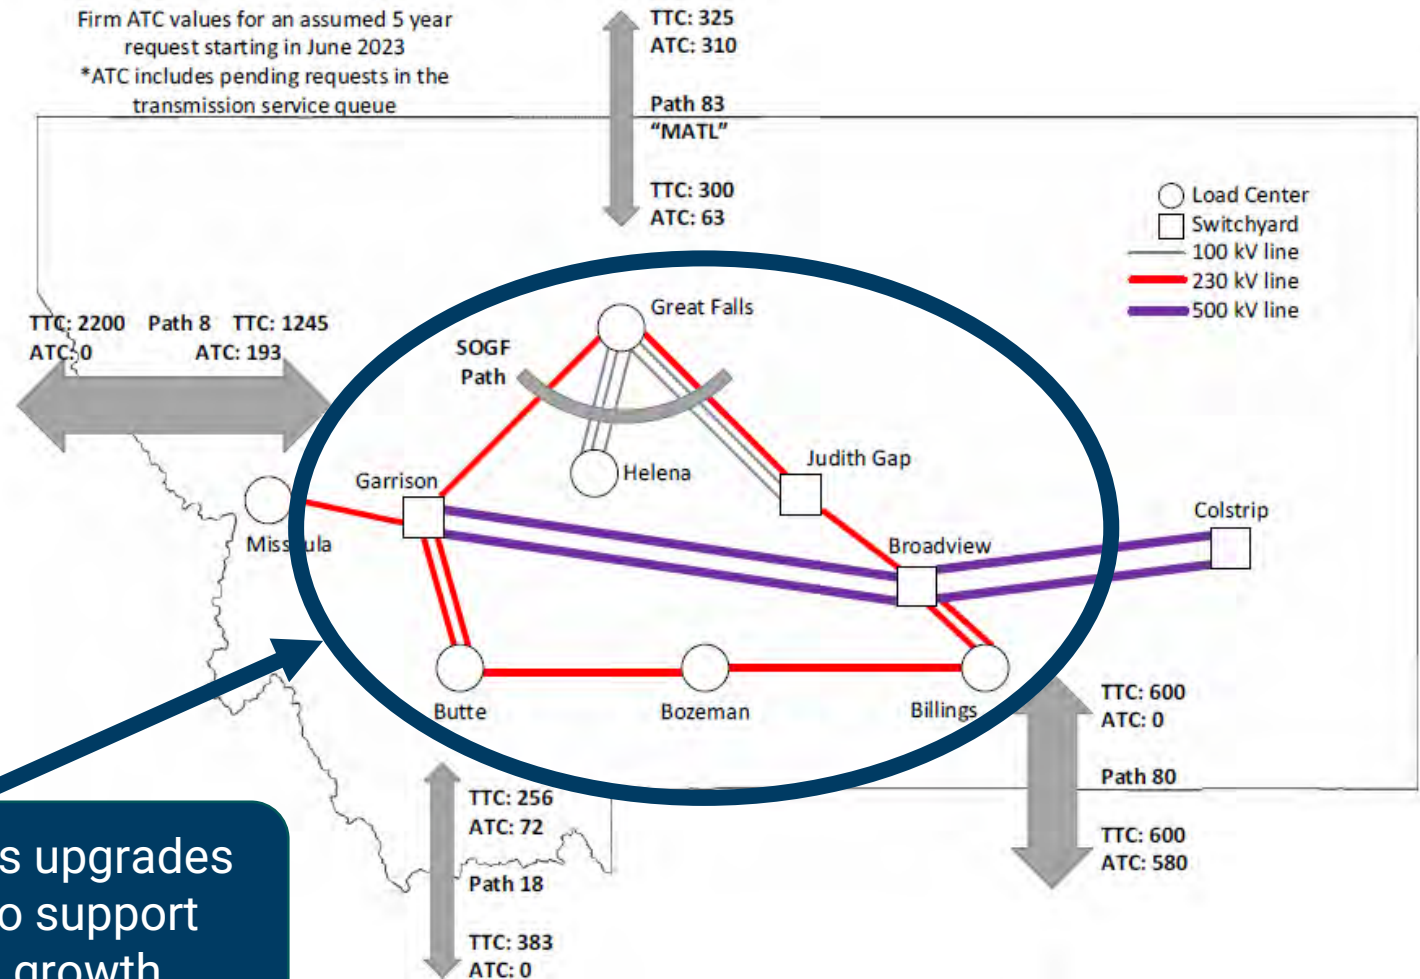 Firm ATC values for an assumed 5 year
request starting in June 2023
*ATC includes pending requests in the
transmission service queue
TTC: 325
ATC: 310
Path 83
“MATL”
TTC: 300
ATC: 63
Load Center
Switchyard
100 kV line
230 kV line
500 kV line
TTC: 2200 Path 8 TTC: 1245
ATC: 0 ATC: 193
SOGF
Path
Great Falls
Helena
Judith Gap
Garrison
Missoula
Broadview
Colstrip
Butte
Bozeman
Billings
TTC: 600
ATC: 0
Path 80
TTC: 600
ATC: 580
TTC: 256
ATC: 72
Path 18
TTC: 383
ATC: 0
s upgrades
o support
growth